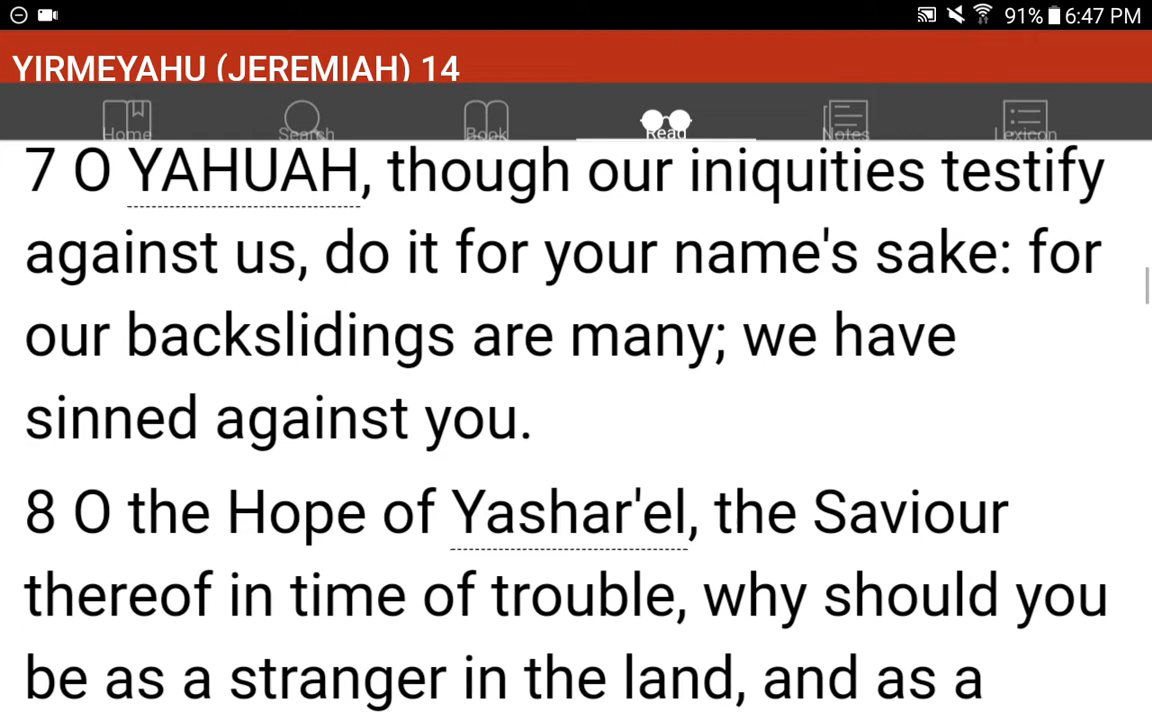 91% 6:47 PM
YIRMEYAHU (JEREMIAH) 14
Home Search Book Read Notes Lexicon
7 O YAHUAH, though our iniquities testify
against us, do it for your name's sake: for
our backslidings are many; we have
sinned against you.
8 O the Hope of Yashar'el, the Saviour
thereof in time of trouble, why should you
be as a stranger in the land, and as a